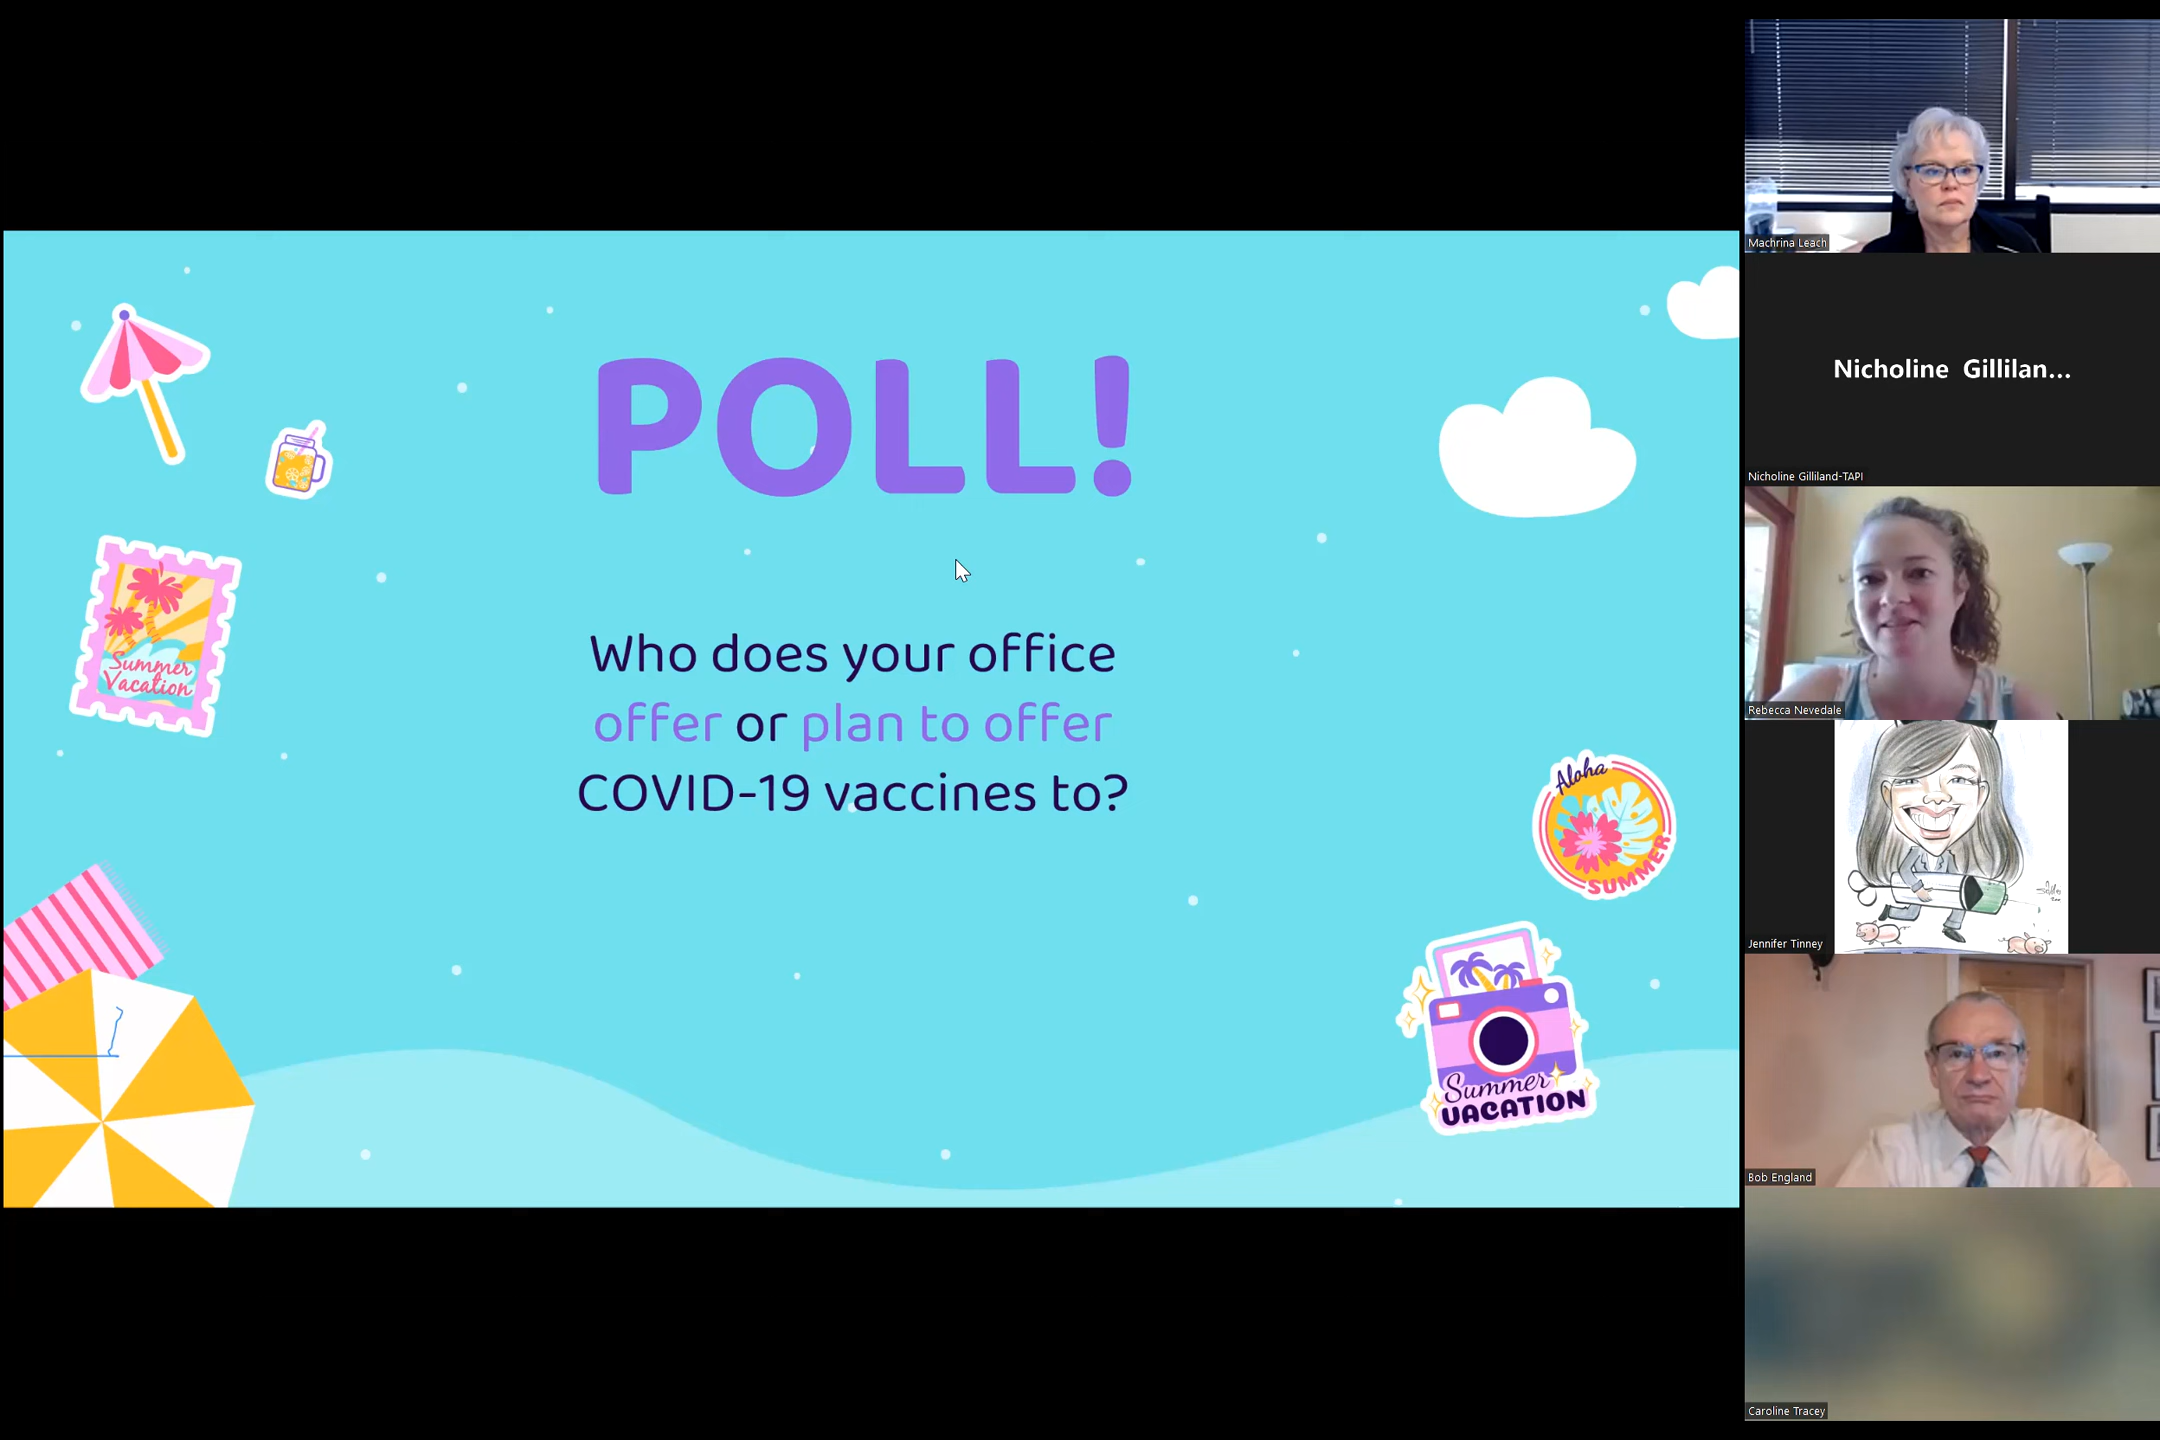 POLL!
Who does your office
offer or plan to offer
COVID-19 vaccines to?
Summer
Vacation
Aloha
SUMMER
Summer
VACATION
Machrina Leach
Nicholine Gillilan...
Nicholine Gilliland-TAPI
Rebecca Nevedale
Jennifer Tinney
Bob England
Caroline Tracey